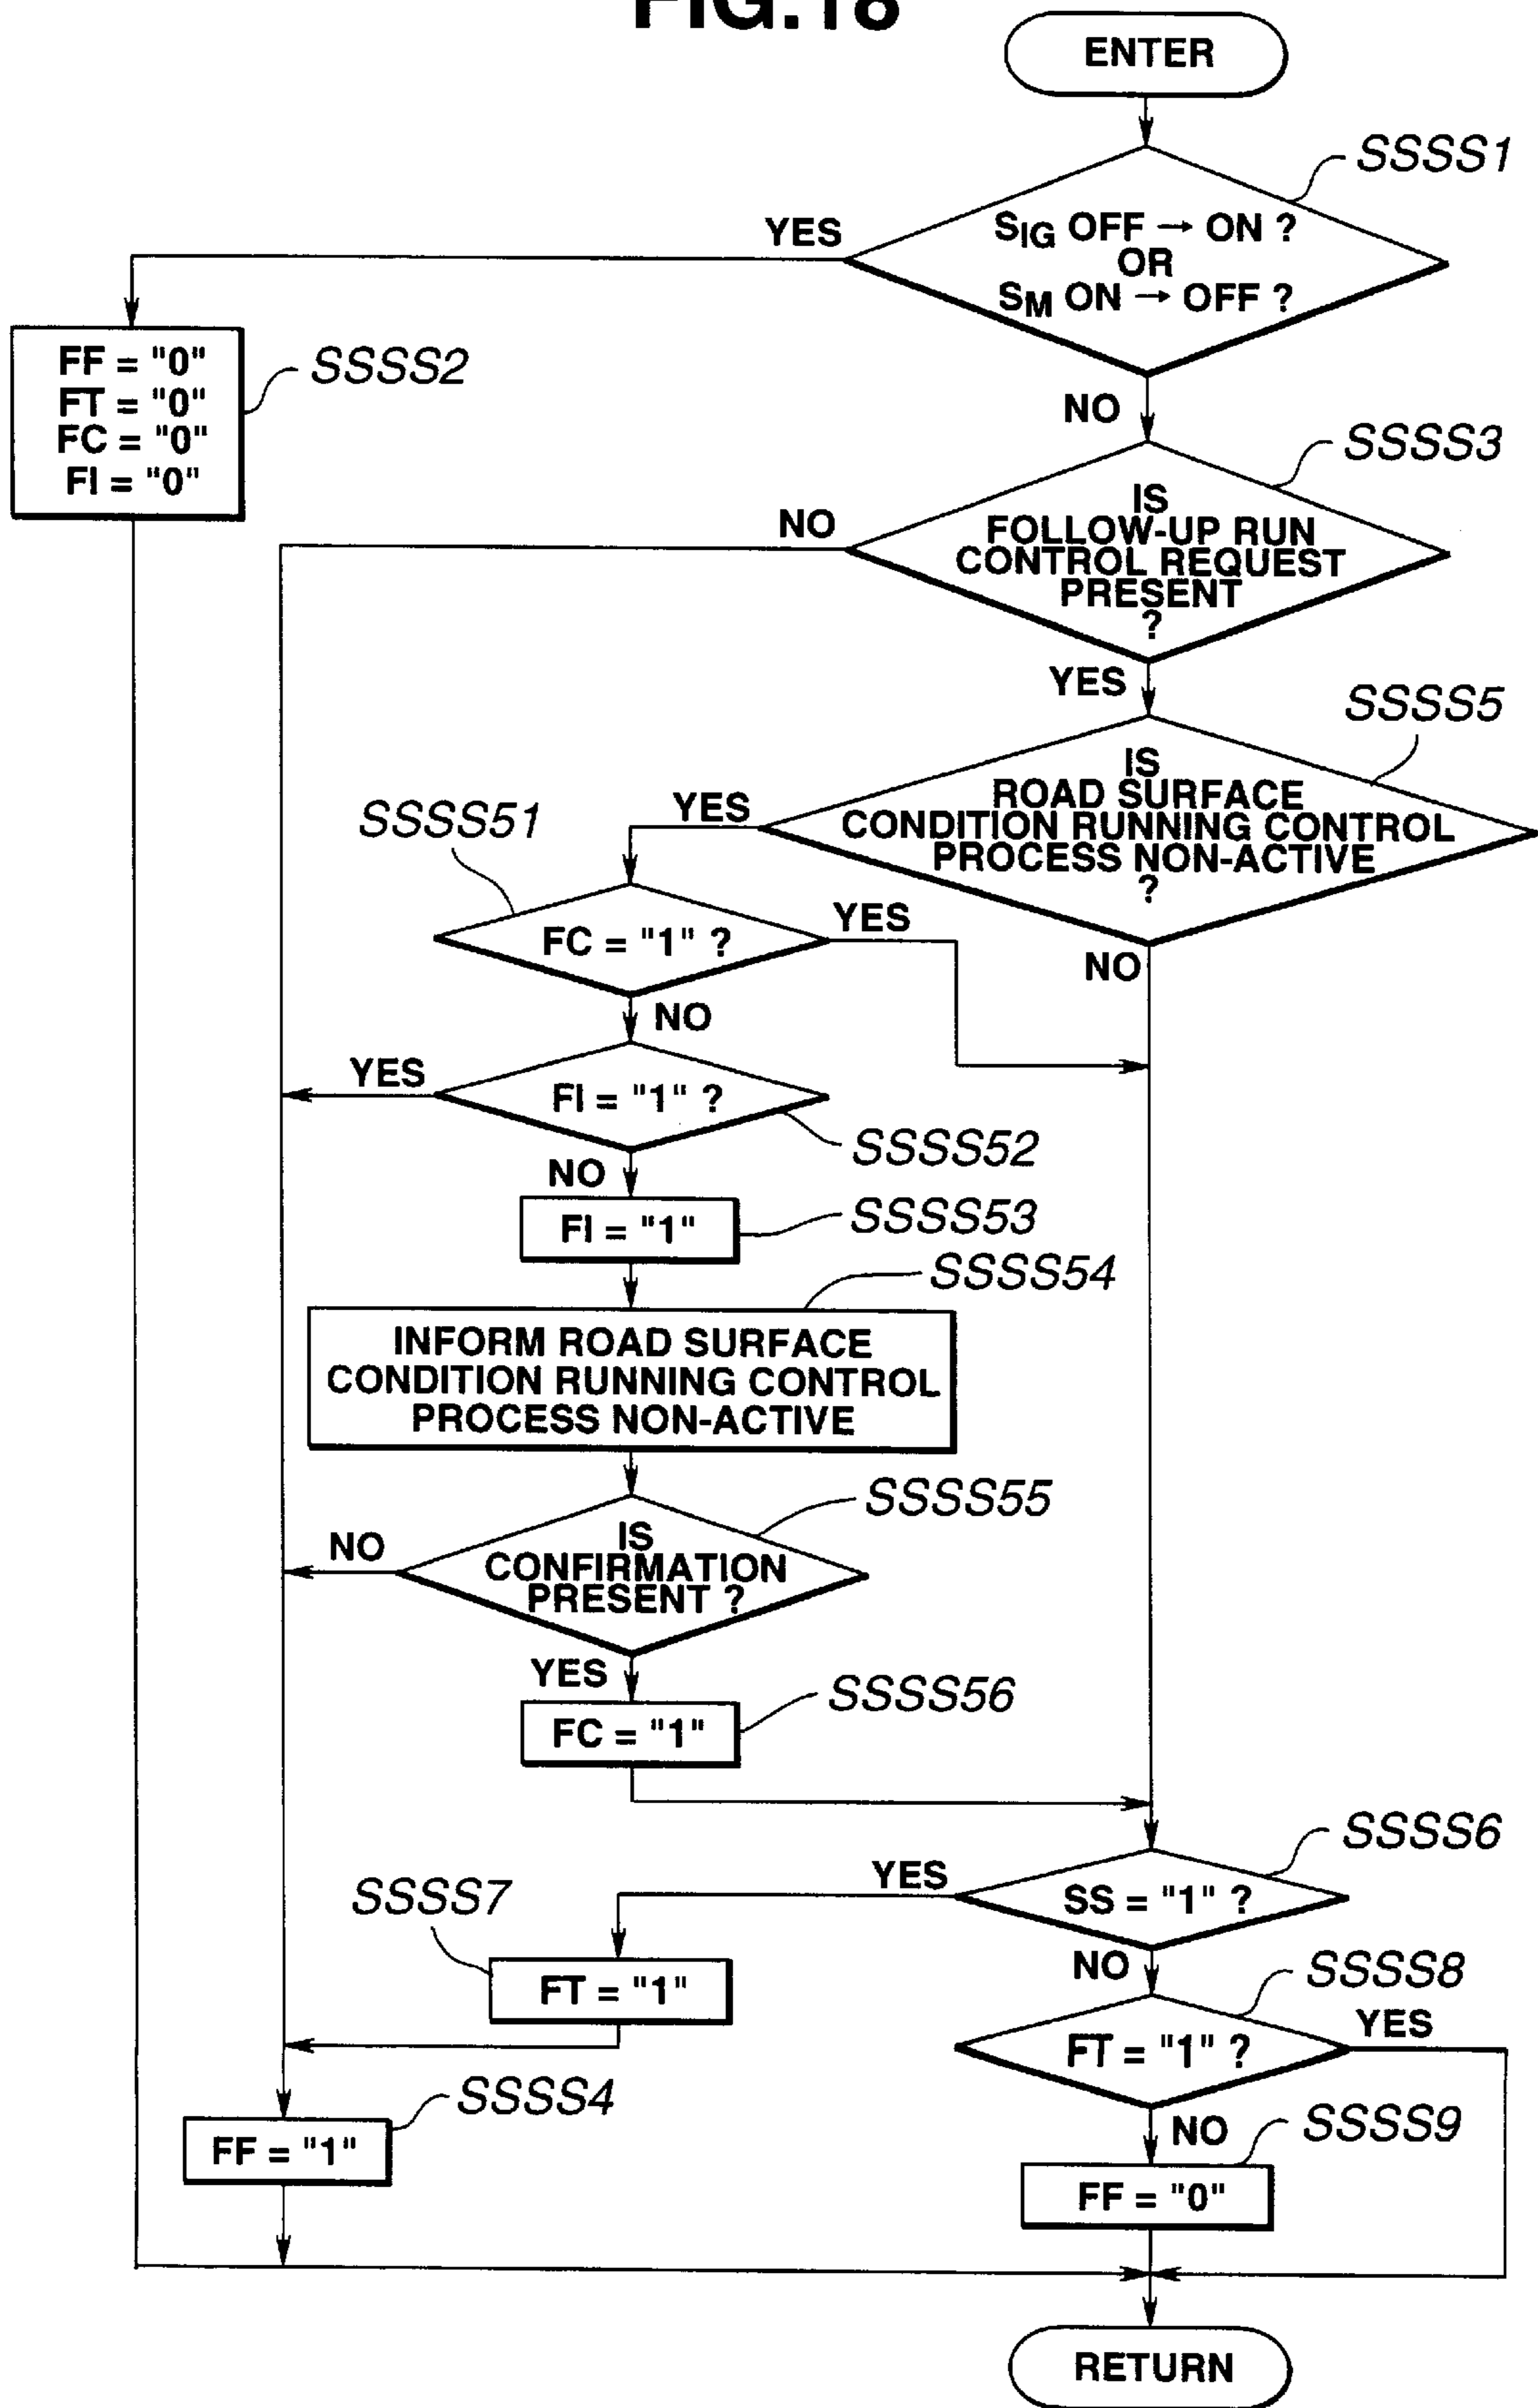 FIG.18
ENTER
SSSS1
SIG OFF → ON ?
OR
SM ON → OFF ?
YES
NO
FF = "0"
FT = "0"
FC = "0"
FI = "0"
SSSS2
SSSS3
IS
FOLLOW-UP RUN
CONTROL REQUEST
PRESENT
?
NO
YES
SSSS5
IS
ROAD SURFACE
CONDITION RUNNING CONTROL
PROCESS NON-ACTIVE
?
YES
NO
SSSS51
FC = "1" ?
YES
NO
FI = "1" ?
YES
SSSS52
NO
FI = "1"
SSSS53
SSSS54
INFORM ROAD SURFACE
CONDITION RUNNING CONTROL
PROCESS NON-ACTIVE
SSSS55
IS
CONFIRMATION
PRESENT ?
NO
YES
FC = "1"
SSSS56
SSSS6
SS = "1" ?
YES
NO
SSSS7
FT = "1"
SSSS8
FT = "1" ?
YES
NO
SSSS4
FF = "1"
SSSS9
FF = "0"
RETURN